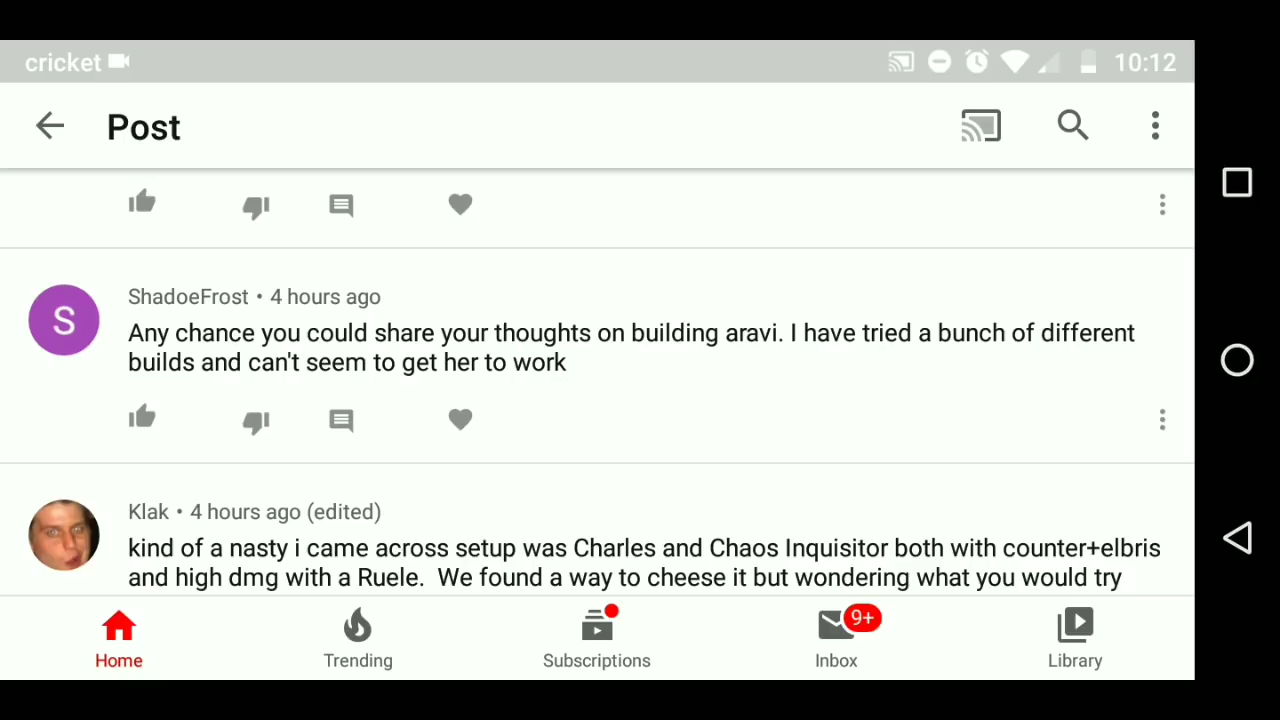 cricket 10:12
Post
ShadoeFrost • 4 hours ago
S
Any chance you could share your thoughts on building aravi. I have tried a bunch of different
builds and can't seem to get her to work
Klak • 4 hours ago (edited)
kind of a nasty i came across setup was Charles and Chaos Inquisitor both with counter+elbris
and high dmg with a Ruele. We found a way to cheese it but wondering what you would try
9+
Home Trending Subscriptions Inbox Library